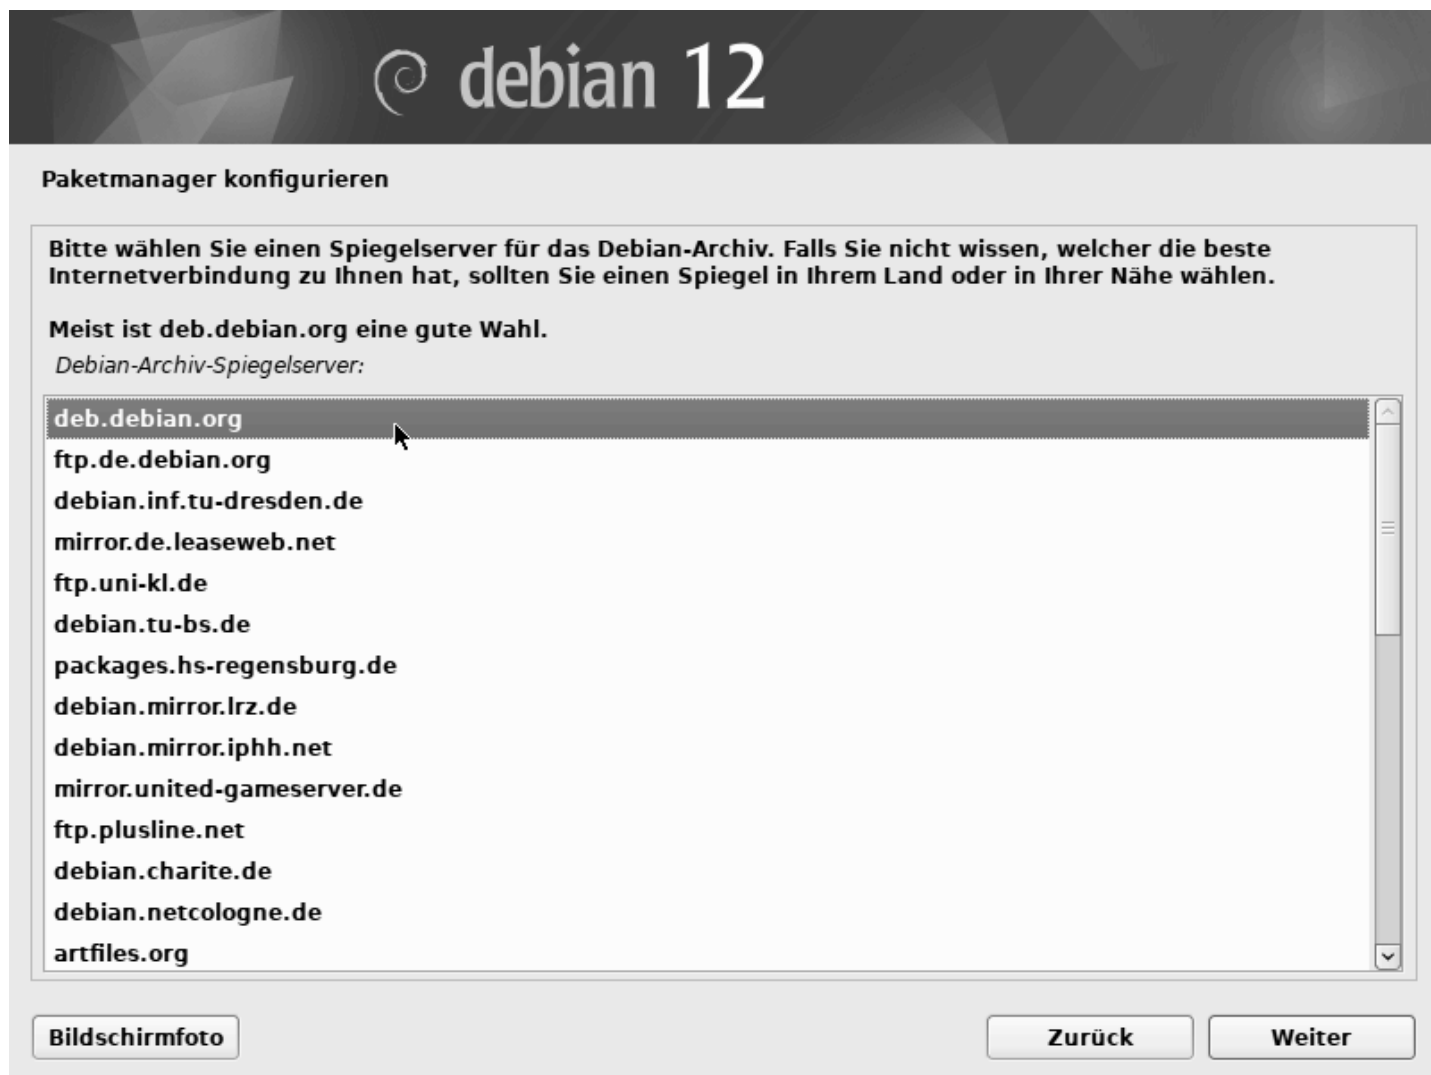 debian 12
Paketmanager konfigurieren
Bitte wählen Sie einen Spiegelserver für das Debian-Archiv. Falls Sie nicht wissen, welcher die beste
Internetverbindung zu Ihnen hat, sollten Sie einen Spiegel in Ihrem Land oder in Ihrer Nähe wählen.
Meist ist deb.debian.org eine gute Wahl.
Debian-Archiv-Spiegelserver:
deb.debian.org
ftp.de.debian.org
debian.inf.tu-dresden.de
mirror.de.leaseweb.net
ftp.uni-kl.de
debian.tu-bs.de
packages.hs-regensburg.de
debian.mirror.lrz.de
debian.mirror.iphh.net
mirror.united-gameserver.de
ftp.plusline.net
debian.charite.de
debian.netcologne.de
artfiles.org
Bildschirmfoto Zurück Weiter